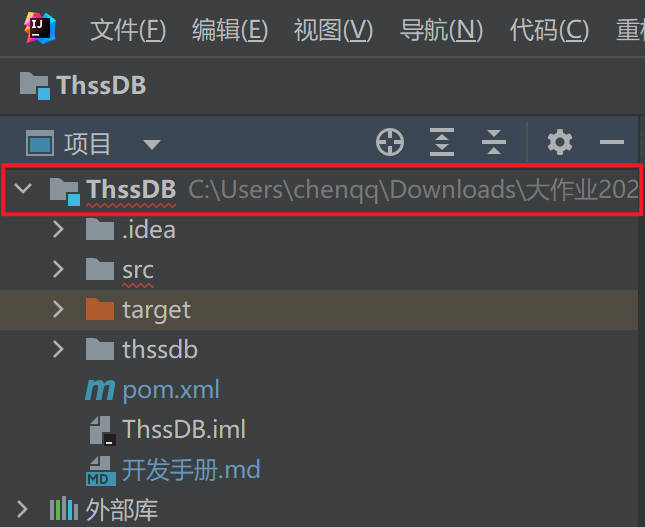 IJ 文件(F) 编辑(E) 视图(V) 导航(N) 代码(C) 重构
ThssDB
项目
ThssDB C:\Users\chenqq\Downloads\大作业202
.idea
src
target
thssdb
m pom.xml
ThssDB.iml
MD 开发手册.md
外部库